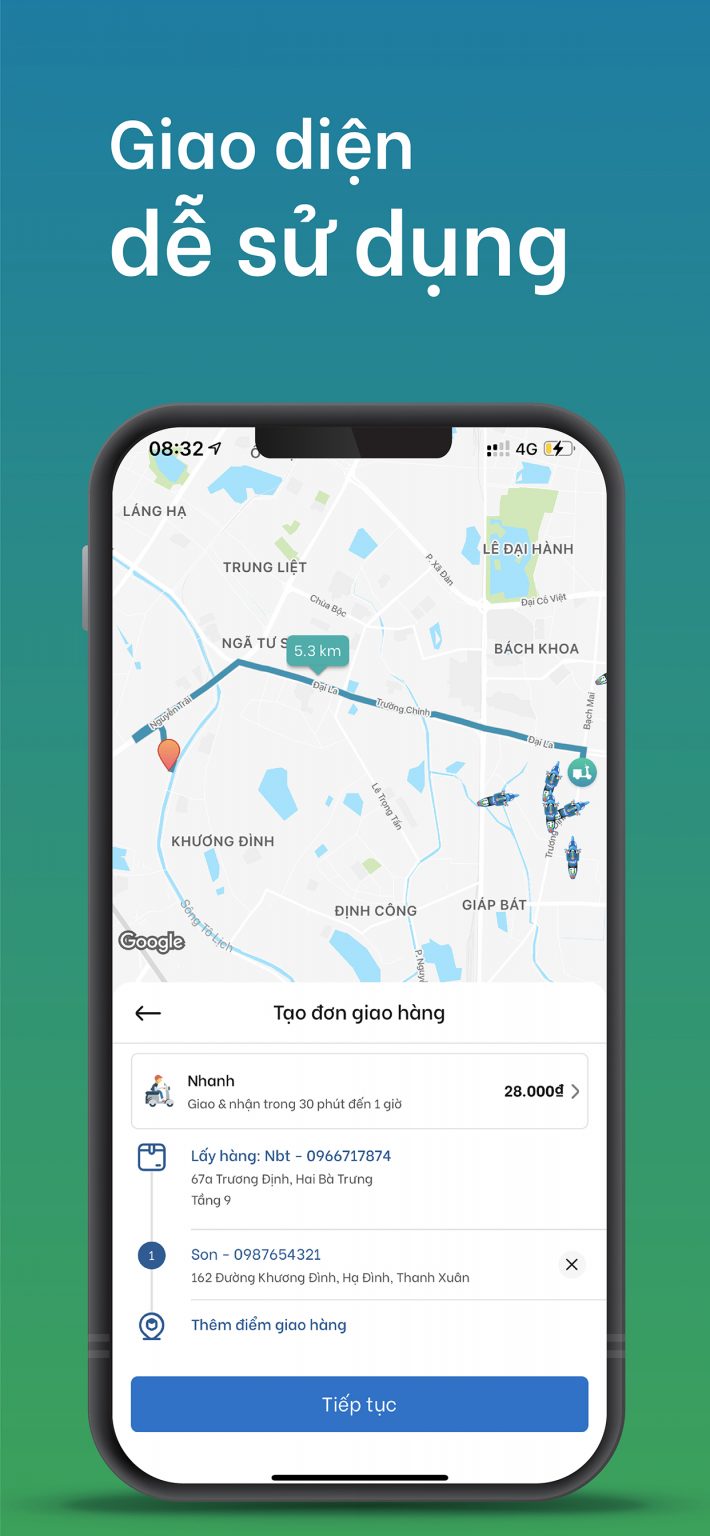 Giao diện
dễ sử dụng
08:32
4G
LÁNG HẠ
LÊ ĐẠI HÀNH
TRUNG LIỆT
P. Xã Đàn
Chùa Bộc
Đại Cồ Việt
NGÃ TƯ S
5.3 km
BÁCH KHOA
Đại La
Nguyễn Trãi
Trường Chinh
Bạch Mai
Đại La
Lê Trọng Tấn
KHƯƠNG ĐÌNH
ĐỊNH CÔNG
GIÁP BÁT
Sông Tô Lịch
Google
Tạo đơn giao hàng
Nhanh
Giao & nhận trong 30 phút đến 1 giờ
28.000₫
Lấy hàng: Nbt - 0966717874
67a Trương Định, Hai Bà Trưng
Tầng 9
1
Son - 0987654321
162 Đường Khương Đình, Hạ Đình, Thanh Xuân
Thêm điểm giao hàng
Tiếp tục